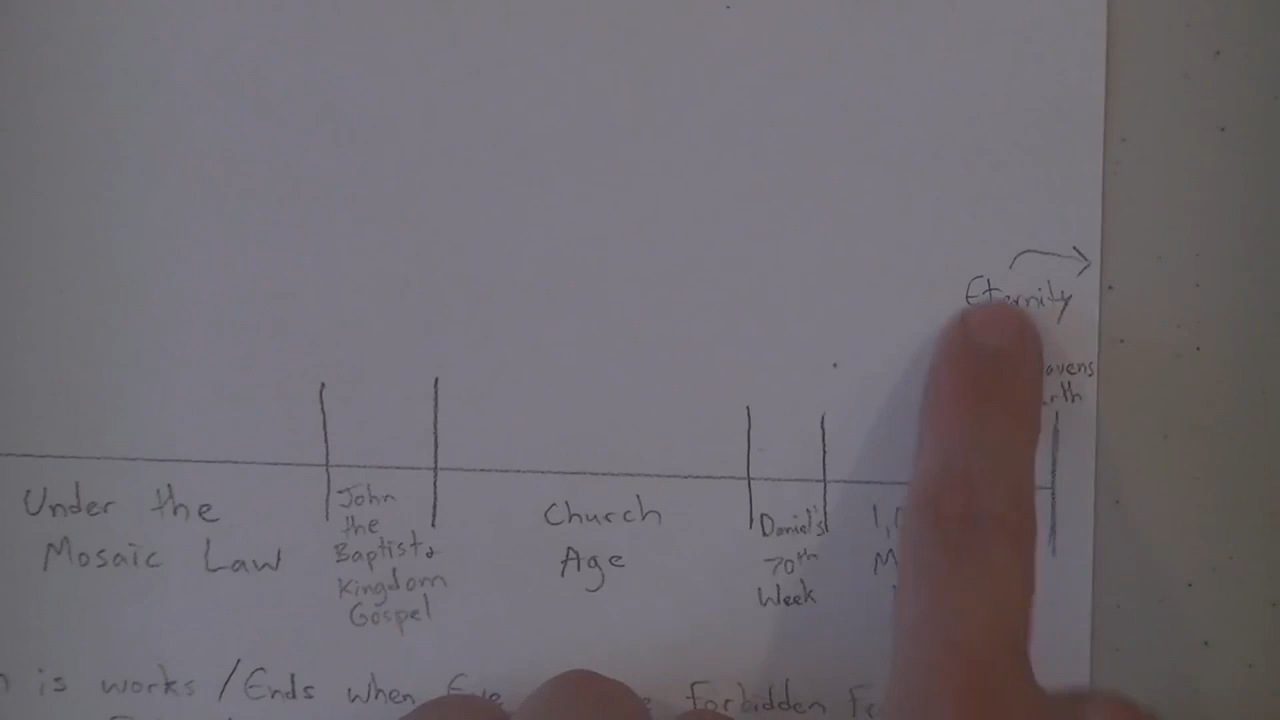 Eternity
Under the
Mosaic Law
John
the
Baptist &
Kingdom
Gospel
Church
Age
Daniel's
70th
Week
is works / Ends when Eve forbidden